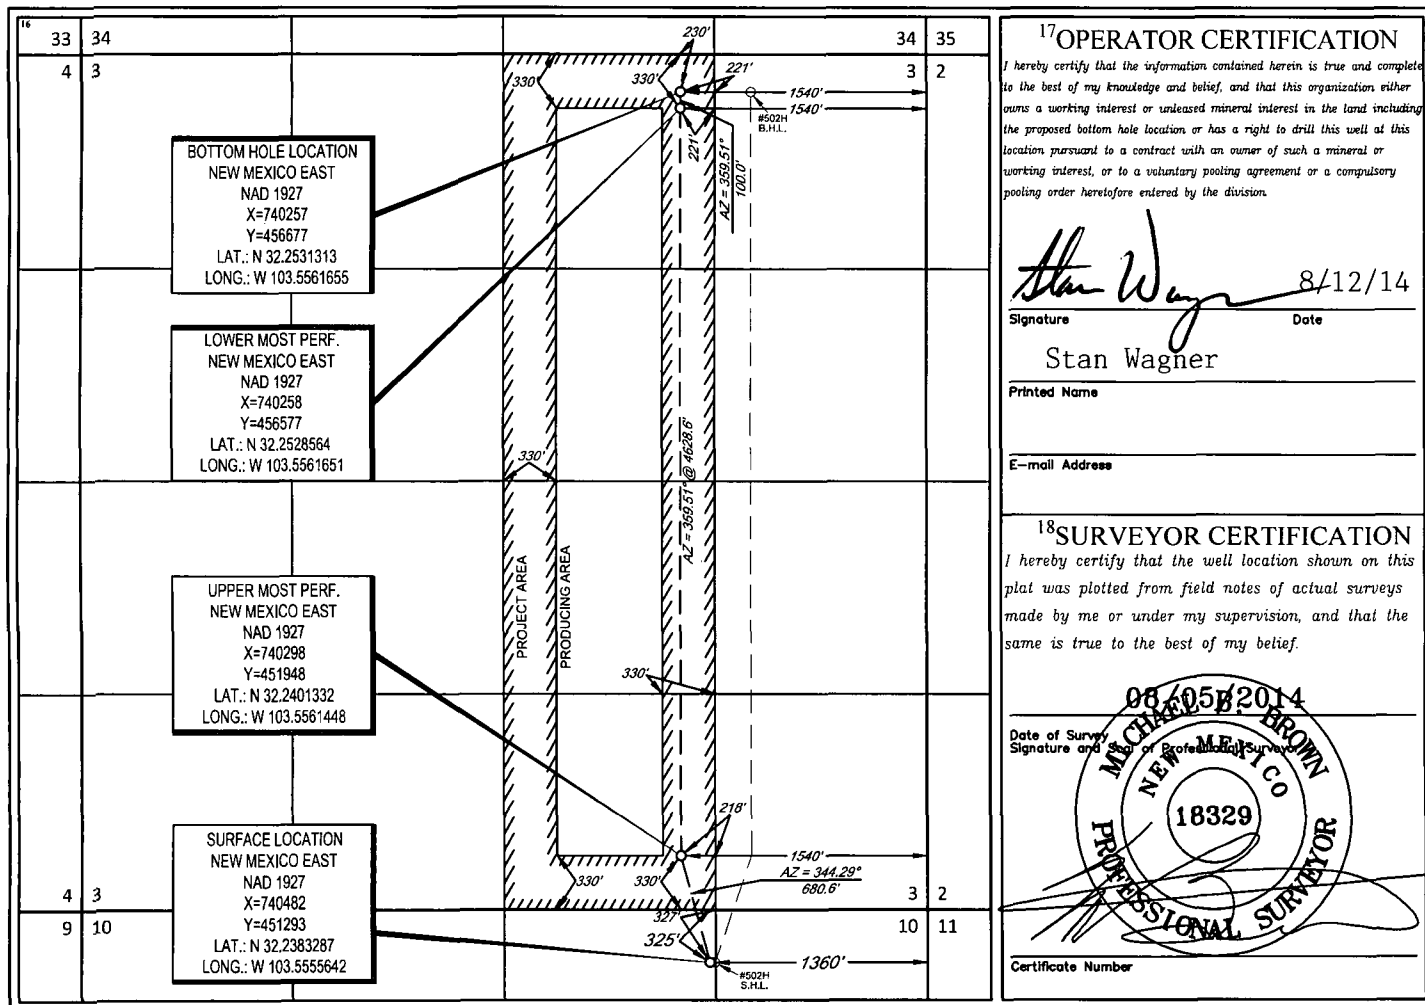 16
33 34
34 35
4 3
3 2
230'
330'
330'
221'
1540'
1540'
#502H
B.H.L.
221'
AZ = 359.51°
100.0'
BOTTOM HOLE LOCATION
NEW MEXICO EAST
NAD 1927
X=740257
Y=456677
LAT.: N 32.2531313
LONG.: W 103.5561655
LOWER MOST PERF.
NEW MEXICO EAST
NAD 1927
X=740258
Y=456577
LAT.: N 32.2528564
LONG.: W 103.5561651
330'
AZ = 359.51° @ 4628.6'
PROJECT AREA
PRODUCING AREA
330'
UPPER MOST PERF.
NEW MEXICO EAST
NAD 1927
X=740298
Y=451948
LAT.: N 32.2401332
LONG.: W 103.5561448
218'
1540'
AZ = 344.29°
680.6'
330'
330'
SURFACE LOCATION
NEW MEXICO EAST
NAD 1927
X=740482
Y=451293
LAT.: N 32.2383287
LONG.: W 103.5555642
4 3
3 2
9 10
10 11
327'
325'
1360'
#502H
S.H.L.
17OPERATOR CERTIFICATION
I hereby certify that the information contained herein is true and complete
to the best of my knowledge and belief, and that this organization either
owns a working interest or unleased mineral interest in the land including
the proposed bottom hole location or has a right to drill this well at this
location pursuant to a contract with an owner of such a mineral or
working interest, or to a voluntary pooling agreement or a compulsory
pooling order heretofore entered by the division.
Stan Wagner 8/12/14
Signature Date
Stan Wagner
Printed Name
E-mail Address
18SURVEYOR CERTIFICATION
I hereby certify that the well location shown on this
plat was plotted from field notes of actual surveys
made by me or under my supervision, and that the
same is true to the best of my belief.
08/05/2014
Date of Survey
Signature and Seal of Professional Surveyor
MICHAEL B. BROWN
NEW MEXICO
18329
PROFESSIONAL SURVEYOR
Certificate Number